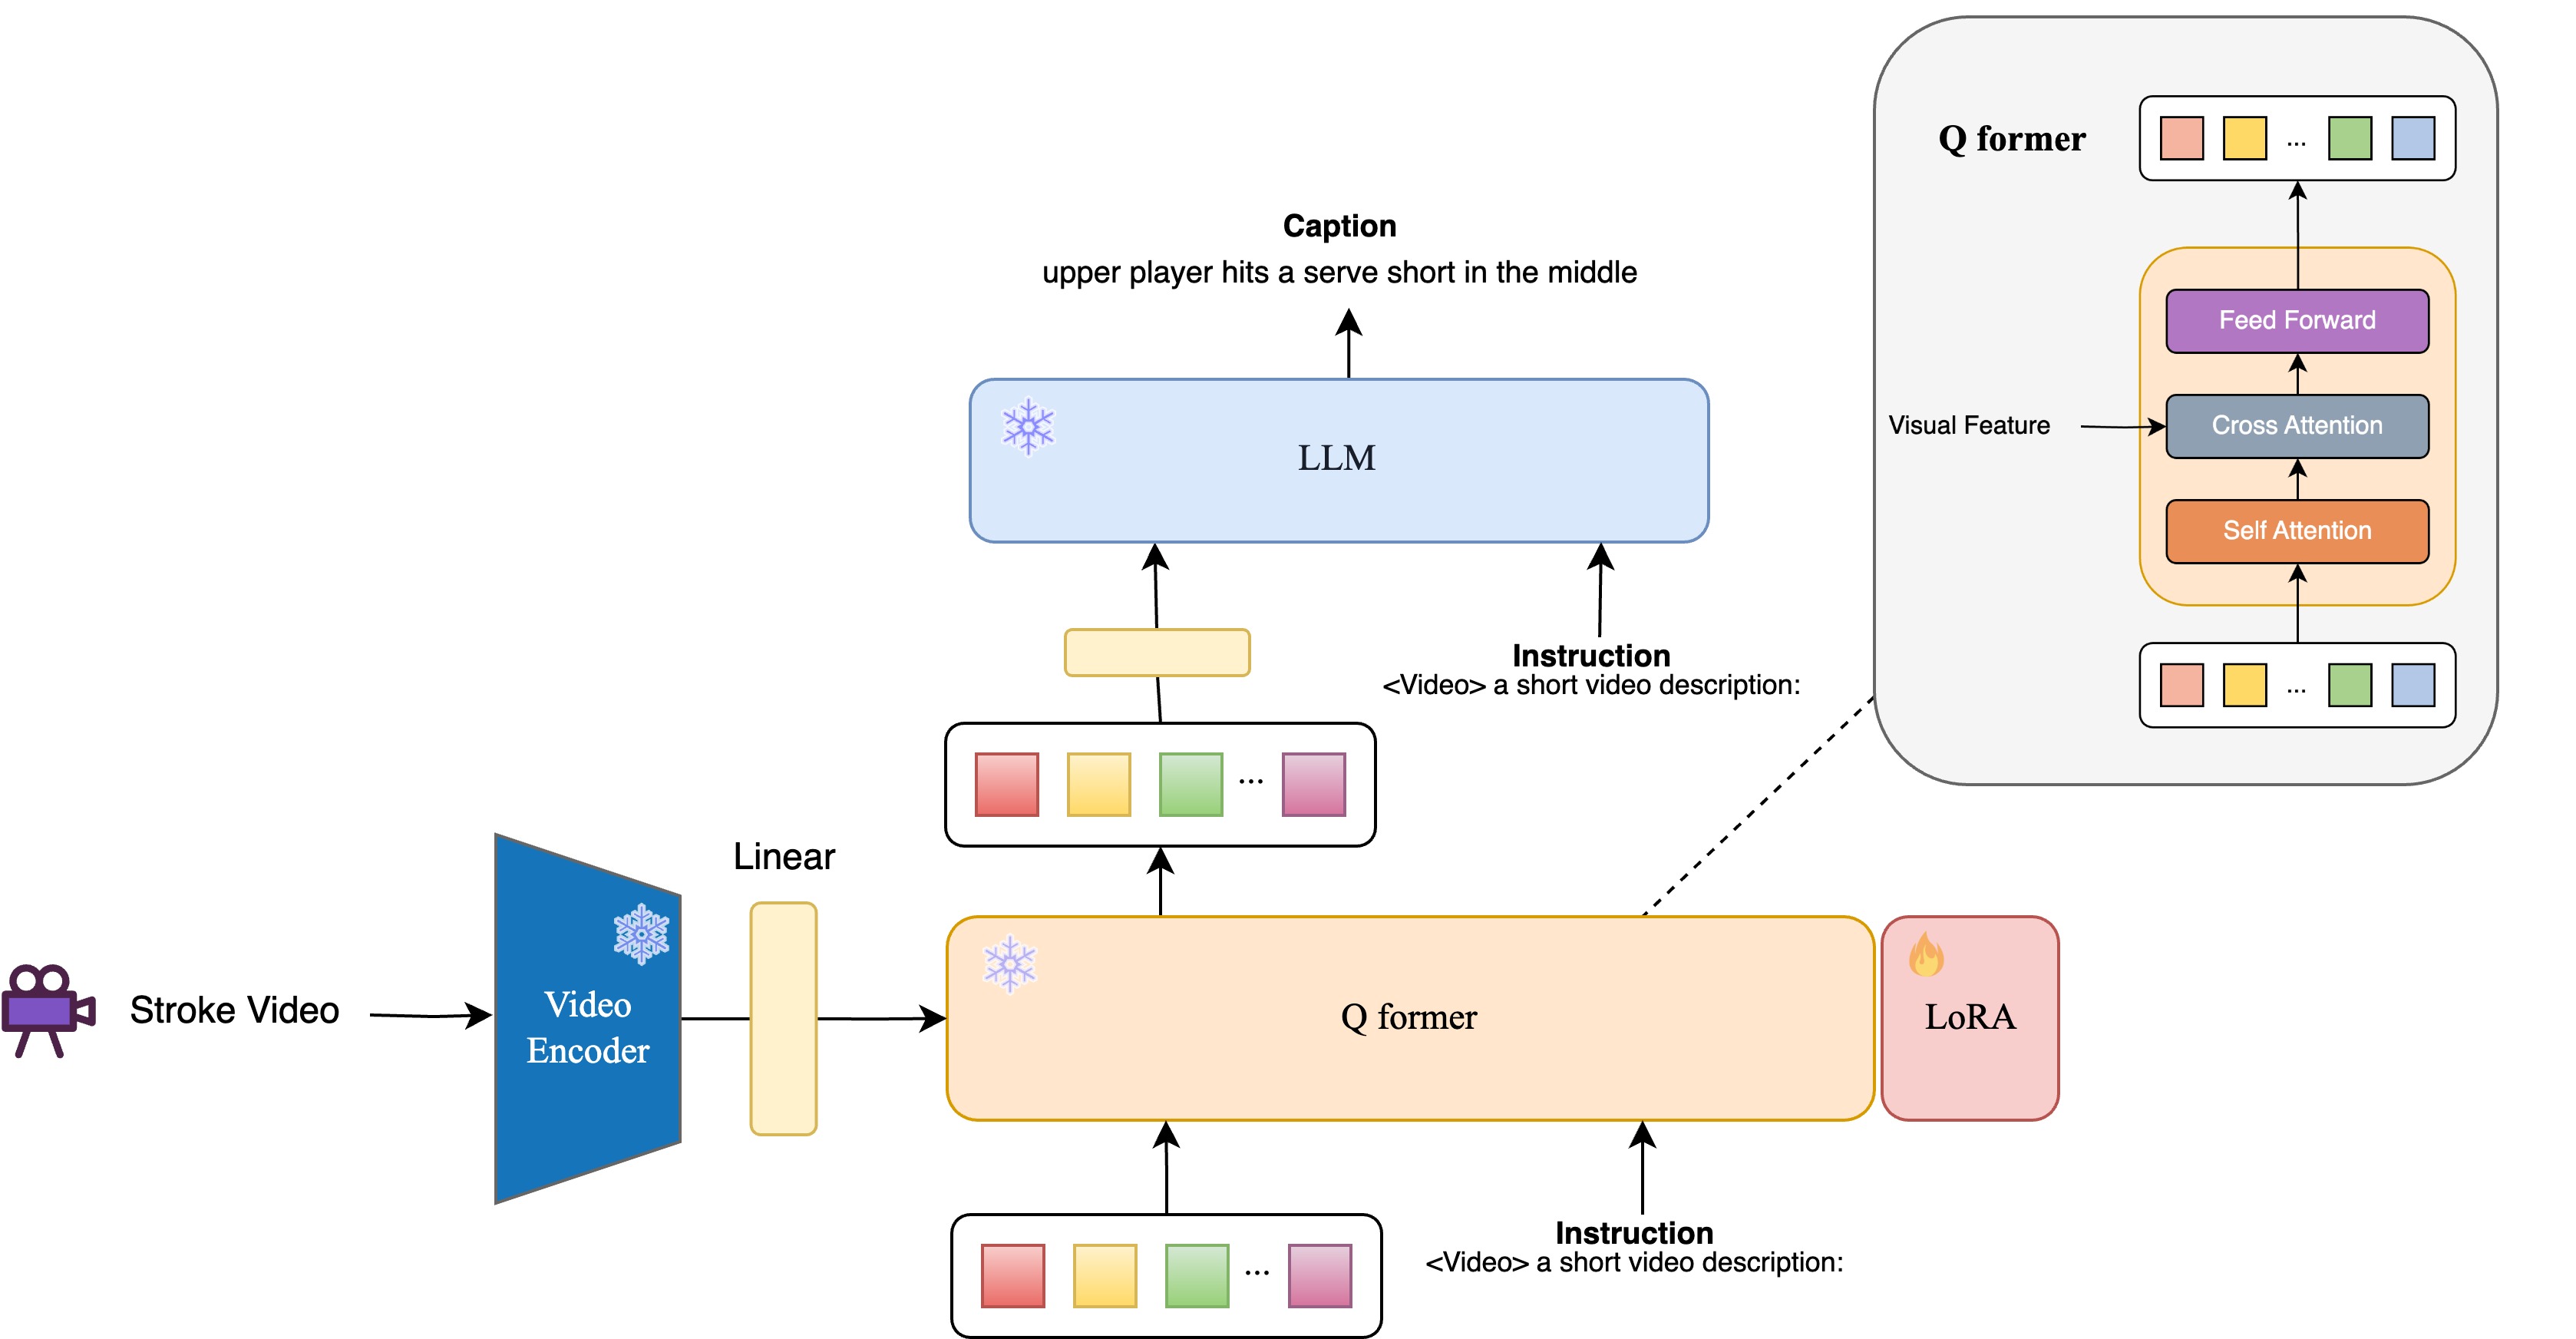 Q former
...
Feed Forward
Visual Feature
Cross Attention
Self Attention
...
Caption
upper player hits a serve short in the middle
LLM
Instruction
<Video> a short video description:
...
Linear
Stroke Video
Video
Encoder
Q former
LoRA
...
Instruction
<Video> a short video description: